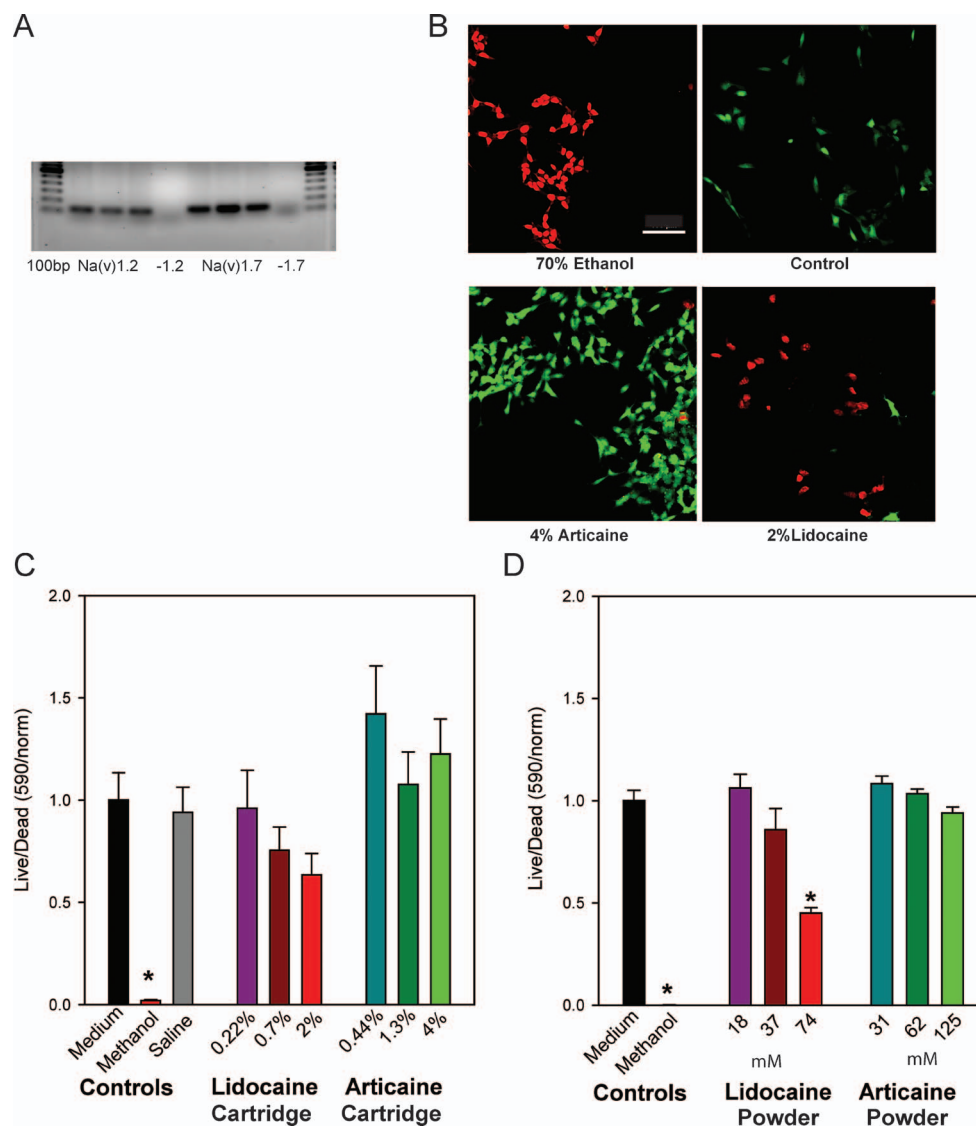 A
B
100bp Na(v)1.2 -1.2 Na(v)1.7 -1.7
70% Ethanol
Control
4% Articaine
2%Lidocaine
C
D
2.0
1.5
1.0
0.5
0.0
Live/Dead (590/norm)
*
Medium
Methanol
Saline
0.22%
0.7%
2%
0.44%
1.3%
4%
Controls
Lidocaine
Cartridge
Articaine
Cartridge
2.0
1.5
1.0
0.5
0.0
Live/Dead (590/norm)
*
*
Medium
Methanol
18
37
74
31
62
125
mM
mM
Controls
Lidocaine
Powder
Articaine
Powder